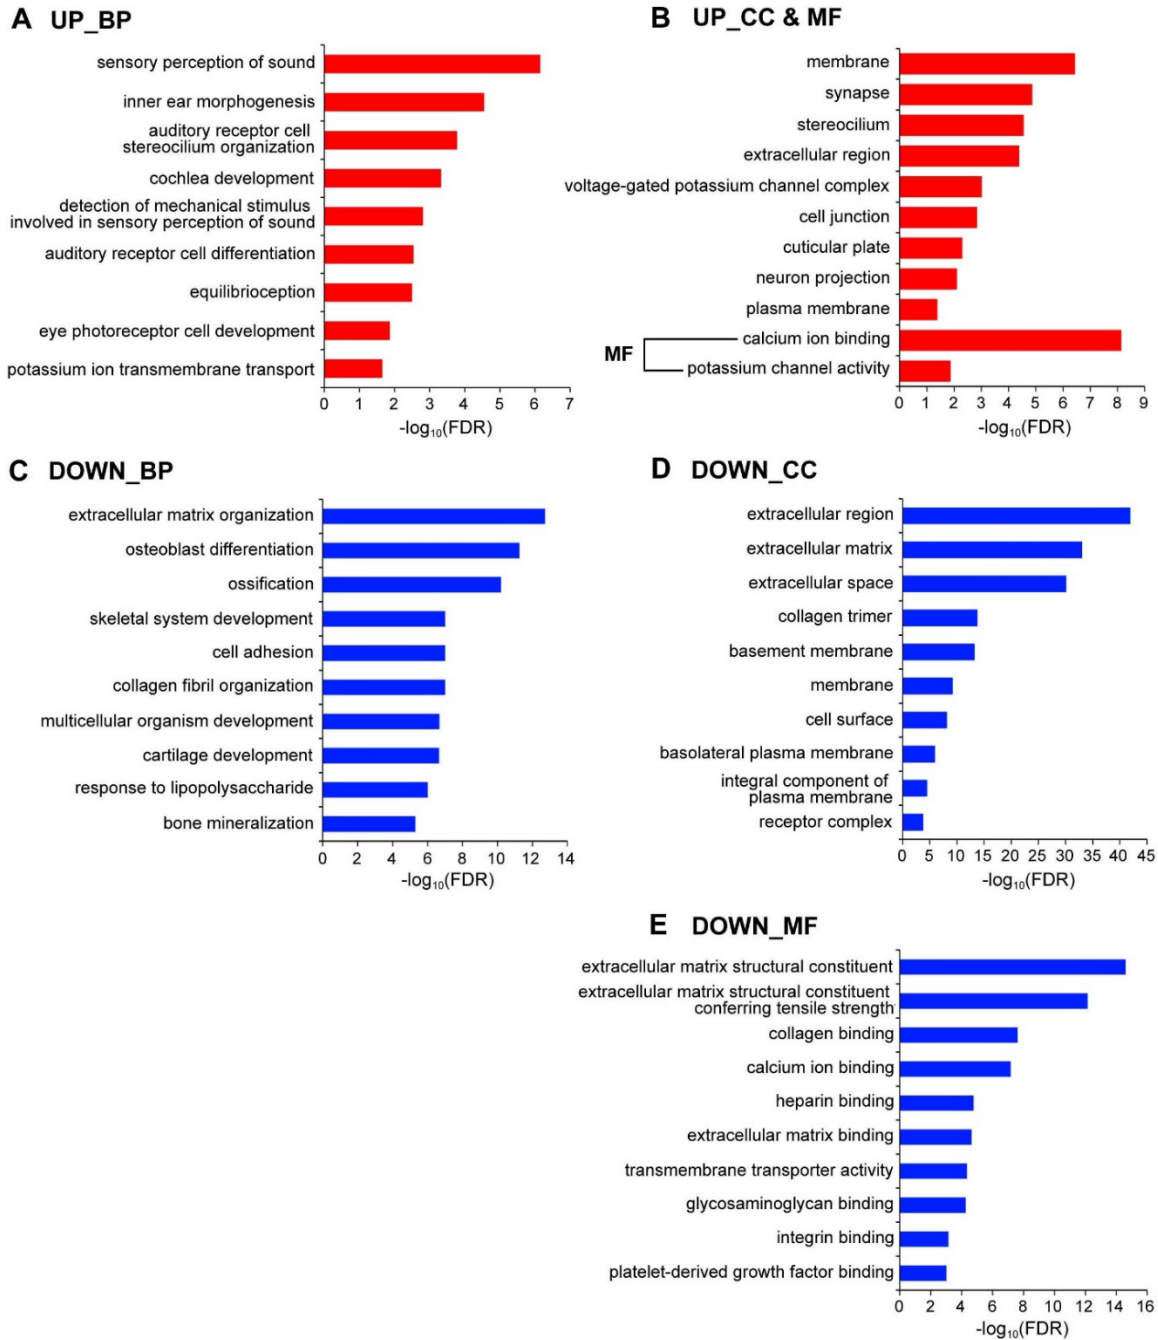 A UP_BP
sensory perception of sound
inner ear morphogenesis
auditory receptor cell
stereocilium organization
cochlea development
detection of mechanical stimulus
involved in sensory perception of sound
auditory receptor cell differentiation
equilibrioception
eye photoreceptor cell development
potassium ion transmembrane transport
0 1 2 3 4 5 6 7
-log₁₀(FDR)
B UP_CC & MF
membrane
synapse
stereocilium
extracellular region
voltage-gated potassium channel complex
cell junction
cuticular plate
neuron projection
plasma membrane
calcium ion binding
MF
potassium channel activity
0 1 2 3 4 5 6 7 8 9
-log₁₀(FDR)
C DOWN_BP
extracellular matrix organization
osteoblast differentiation
ossification
skeletal system development
cell adhesion
collagen fibril organization
multicellular organism development
cartilage development
response to lipopolysaccharide
bone mineralization
0 2 4 6 8 10 12 14
-log₁₀(FDR)
D DOWN_CC
extracellular region
extracellular matrix
extracellular space
collagen trimer
basement membrane
membrane
cell surface
basolateral plasma membrane
integral component of
plasma membrane
receptor complex
0 5 10 15 20 25 30 35 40 45
-log₁₀(FDR)
E DOWN_MF
extracellular matrix structural constituent
extracellular matrix structural constituent
conferring tensile strength
collagen binding
calcium ion binding
heparin binding
extracellular matrix binding
transmembrane transporter activity
glycosaminoglycan binding
integrin binding
platelet-derived growth factor binding
0 2 4 6 8 10 12 14 16
-log₁₀(FDR)